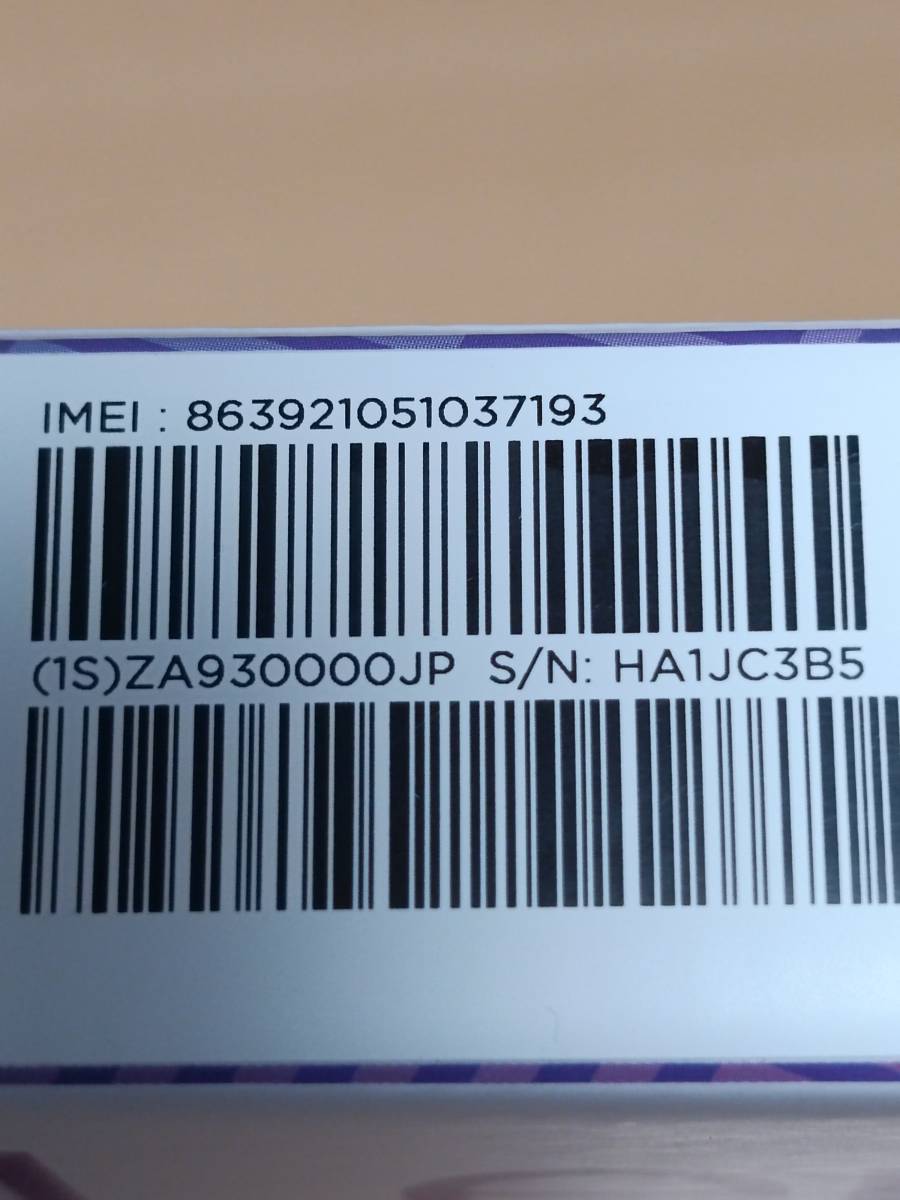 IMEI : 863921051037193
(1S)ZA930000JP S/N: HA1JC3B5